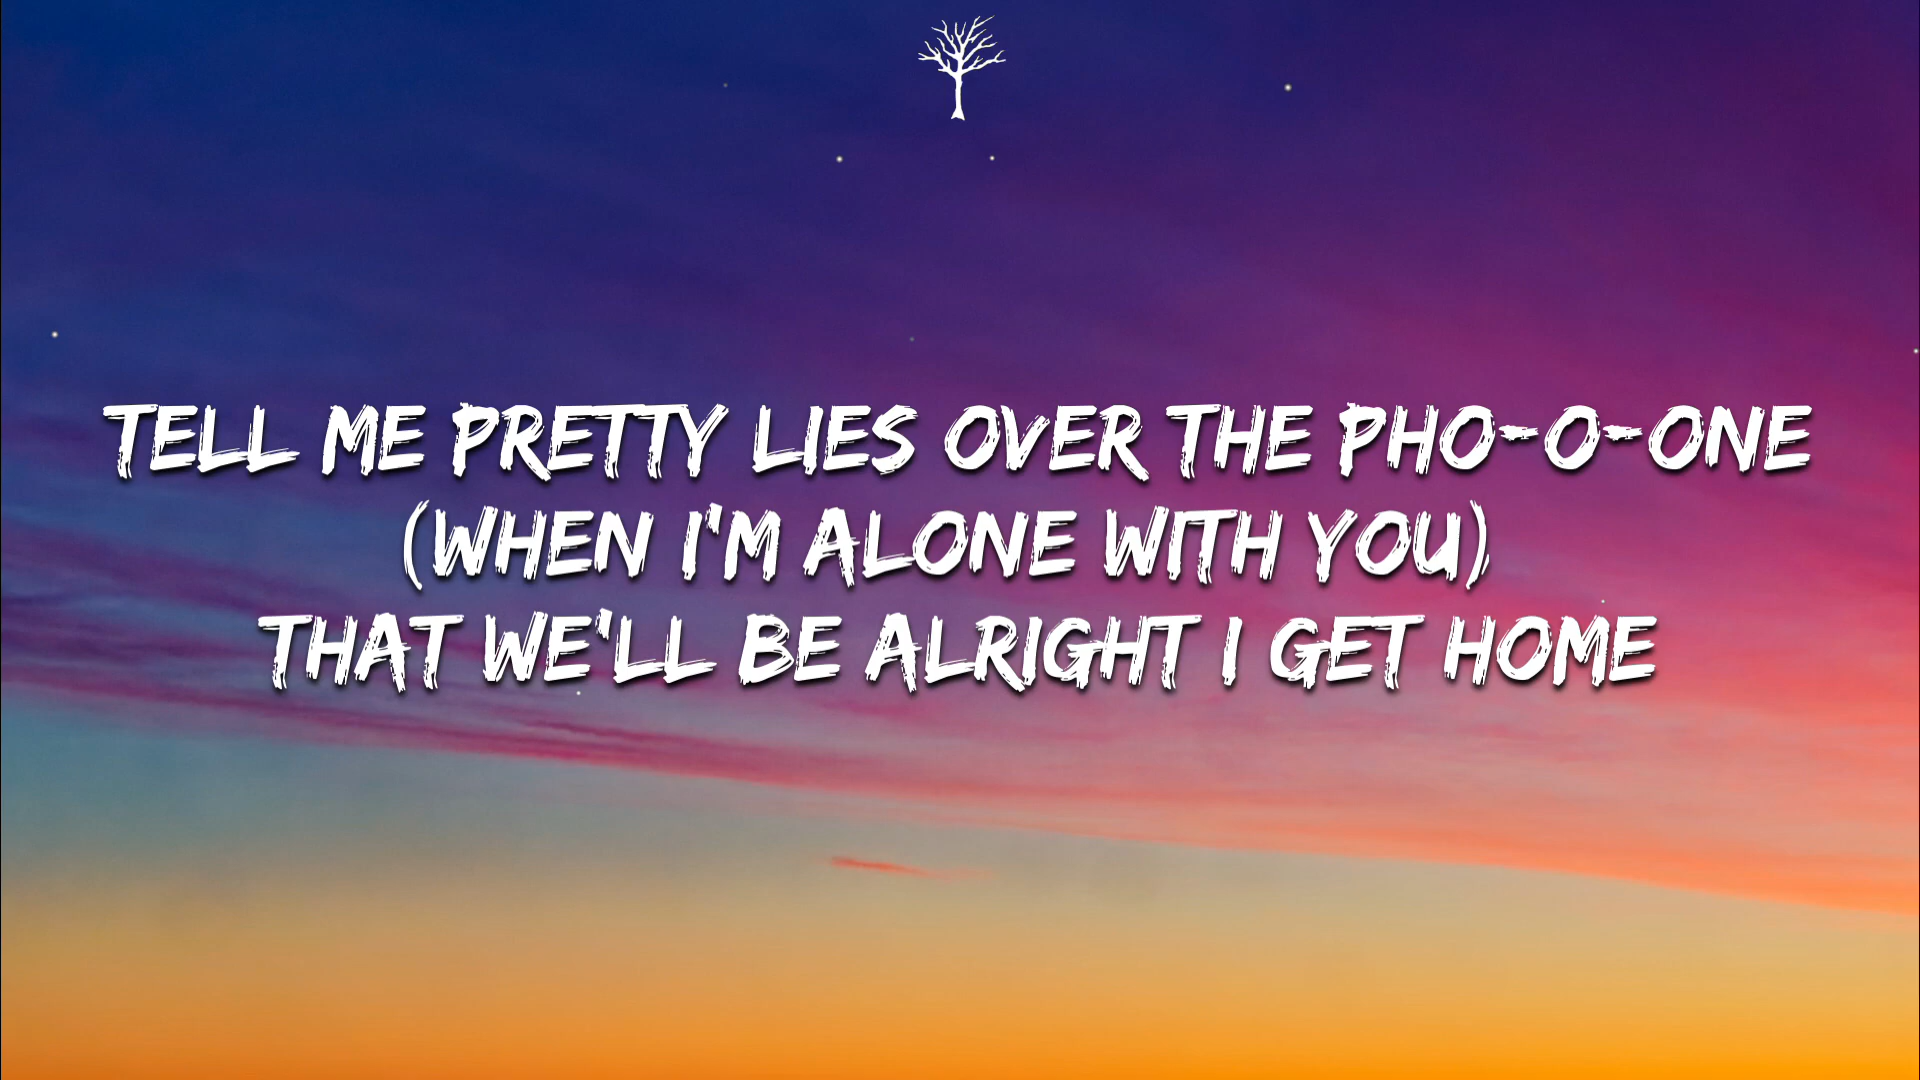 TELL ME PRETTY LIES OVER THE PHO-O-ONE
(WHEN I'M ALONE WITH YOU)
THAT WE'LL BE ALRIGHT I GET HOME